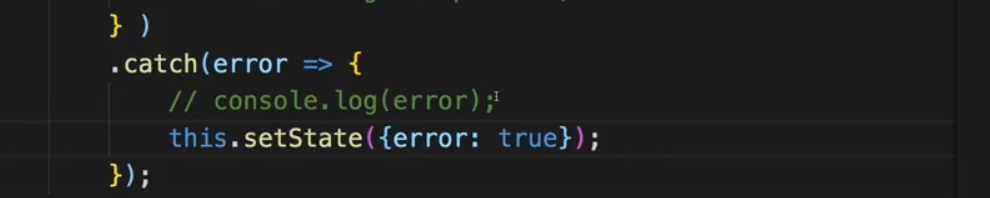 } )
.catch(error => {
// console.log(error);
this.setState({error: true});
});